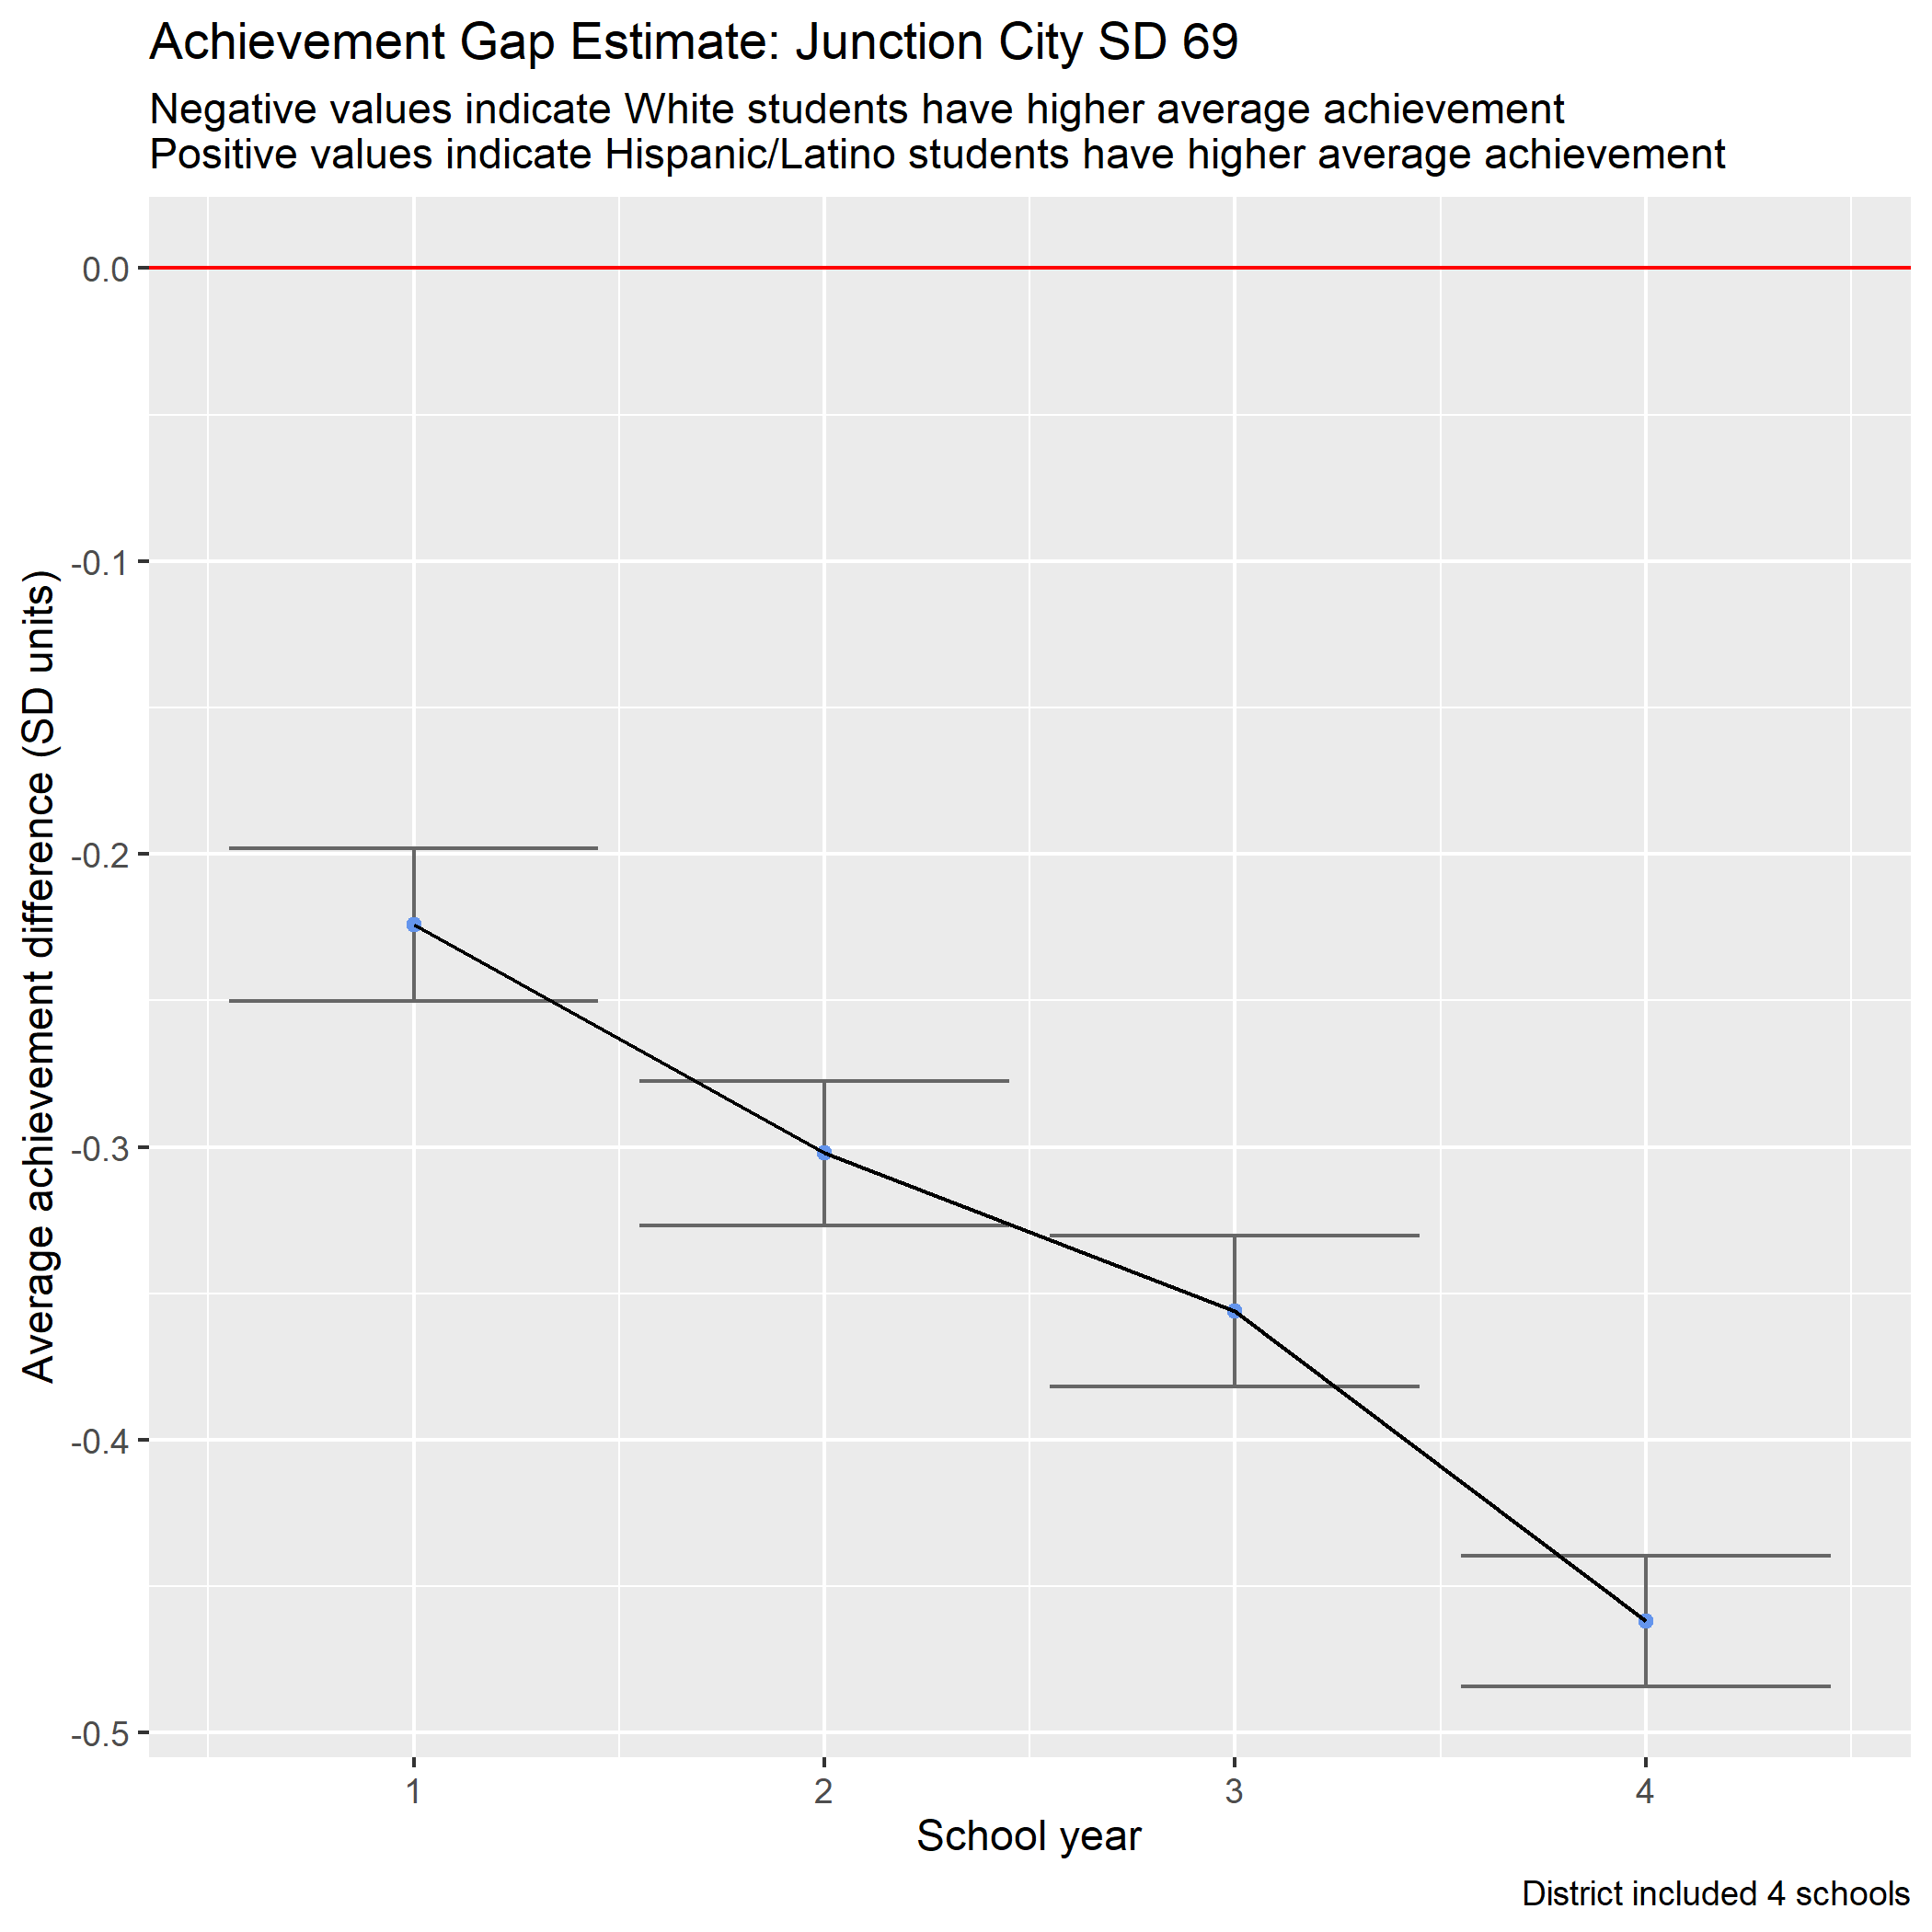 Achievement Gap Estimate: Junction City SD 69
Negative values indicate White students have higher average achievement
Positive values indicate Hispanic/Latino students have higher average achievement
Average achievement difference (SD units)
0.0
-0.1
-0.2
-0.3
-0.4
-0.5
1
2
3
4
School year
District included 4 schools